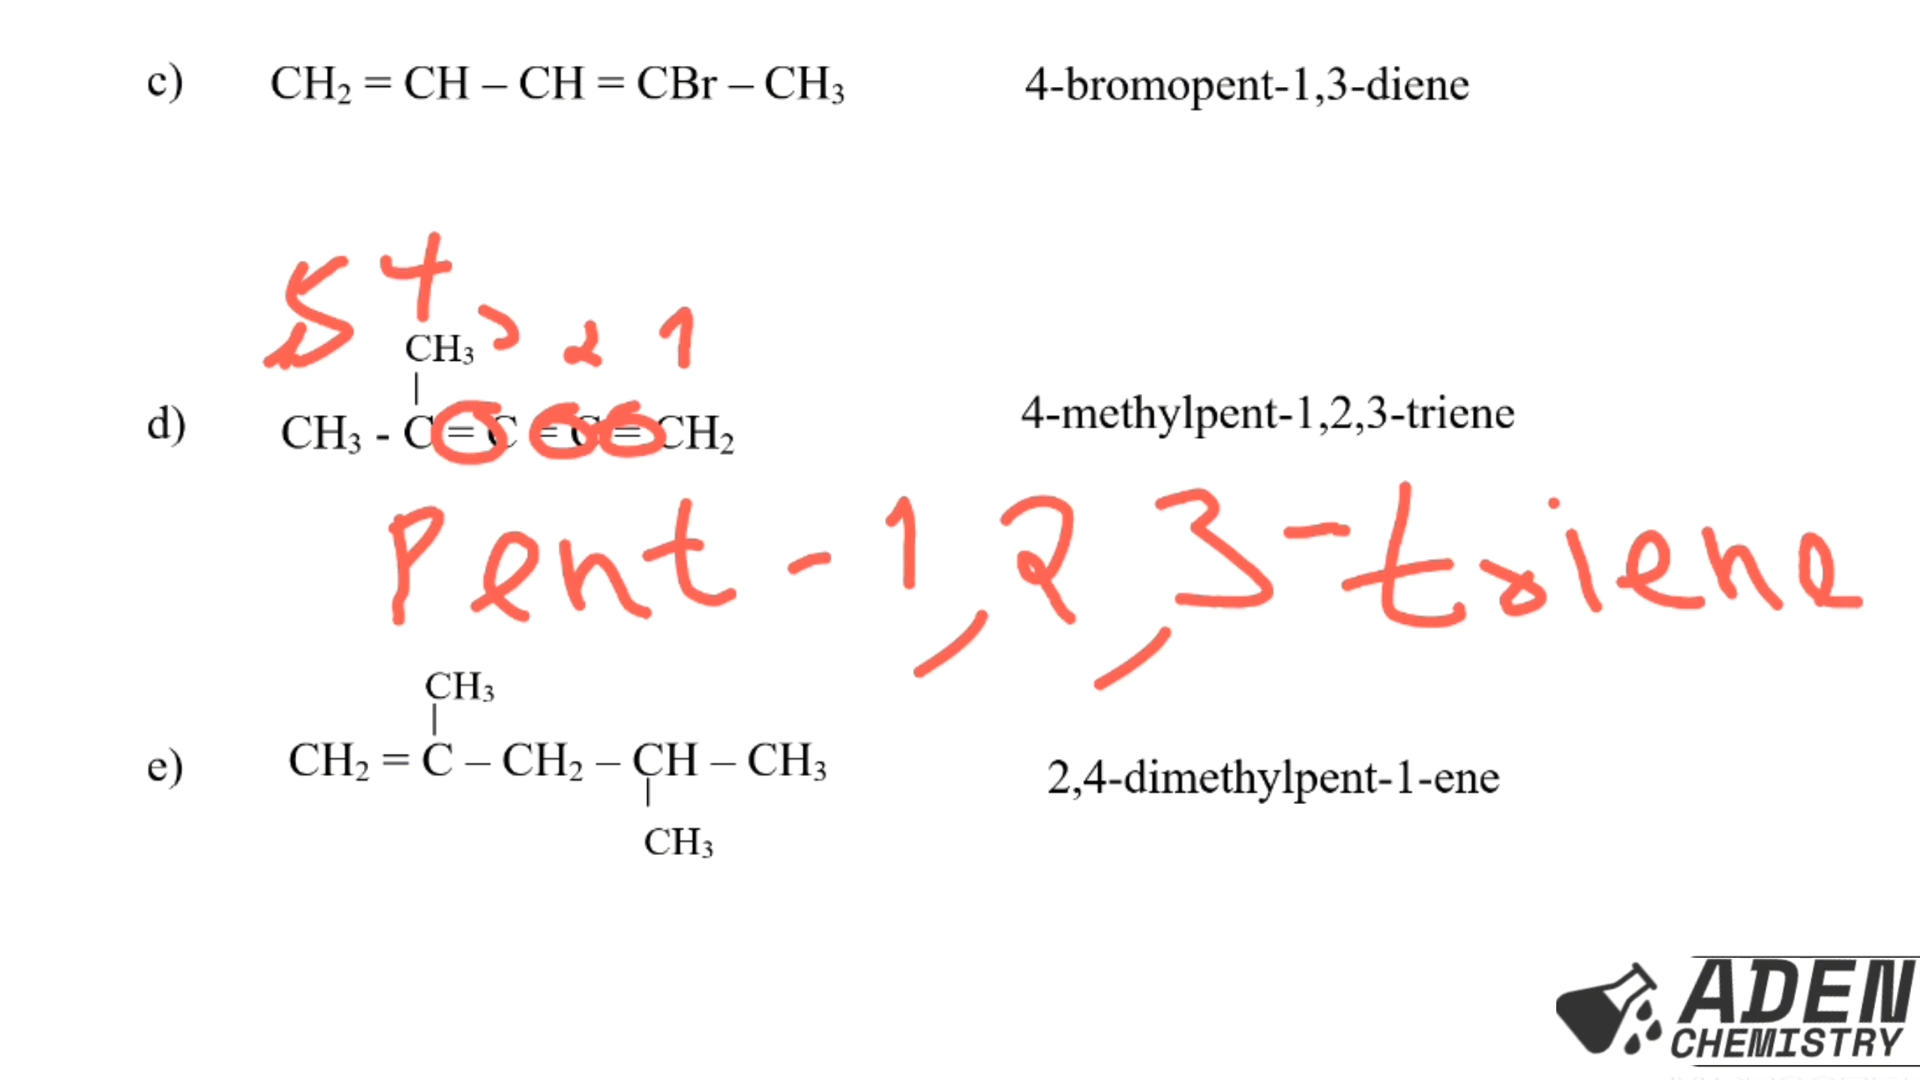 c) CH₂ = CH – CH = CBr – CH₃ 4-bromopent-1,3-diene
5 4
3 2 1
CH₃
|
d) CH₃ - C = C = C = CH₂ 4-methylpent-1,2,3-triene
Pent - 1,2,3-triene
CH₃
|
e) CH₂ = C – CH₂ – CH – CH₃ 2,4-dimethylpent-1-ene
|
CH₃
ADEN
CHEMISTRY